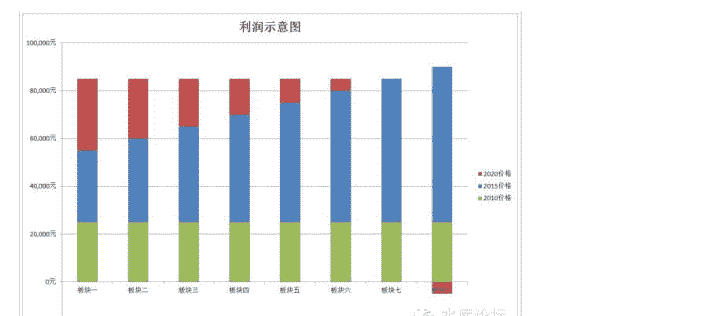 利润示意图
100,000元
80,000元
60,000元
40,000元
20,000元
0元
板块一 板块二 板块三 板块四 板块五 板块六 板块七
2020价格
2015价格
2010价格